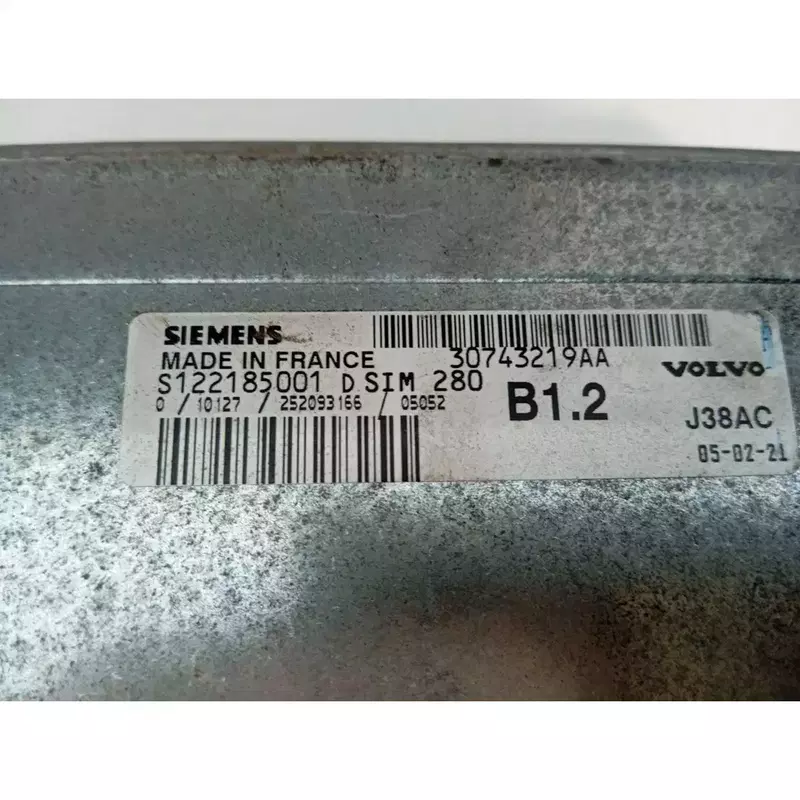 SIEMENS
30743219AA
MADE IN FRANCE
VOLVO
S122185001 D SIM 280
B1.2
0 / 10127 / 252093166 / 05052
J38AC
05-02-21